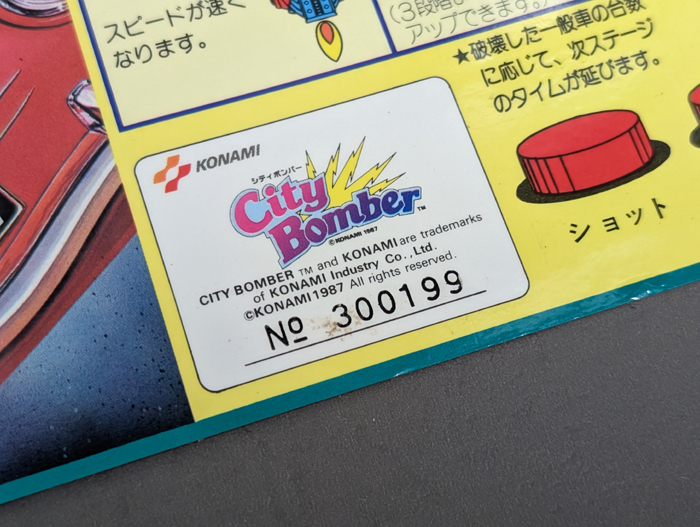 スピードが速く
なります。
(3段階
アップできます。)
★破壊した一般車の台数
に応じて、次ステージ
のタイムが延びます。
KONAMI
シティボンバー
City
Bomber™
©KONAMI 1987
CITY BOMBER TM and KONAMI are trademarks
of KONAMI Industry Co.,Ltd.
©KONAMI 1987 All rights reserved.
№ 300199
ショット